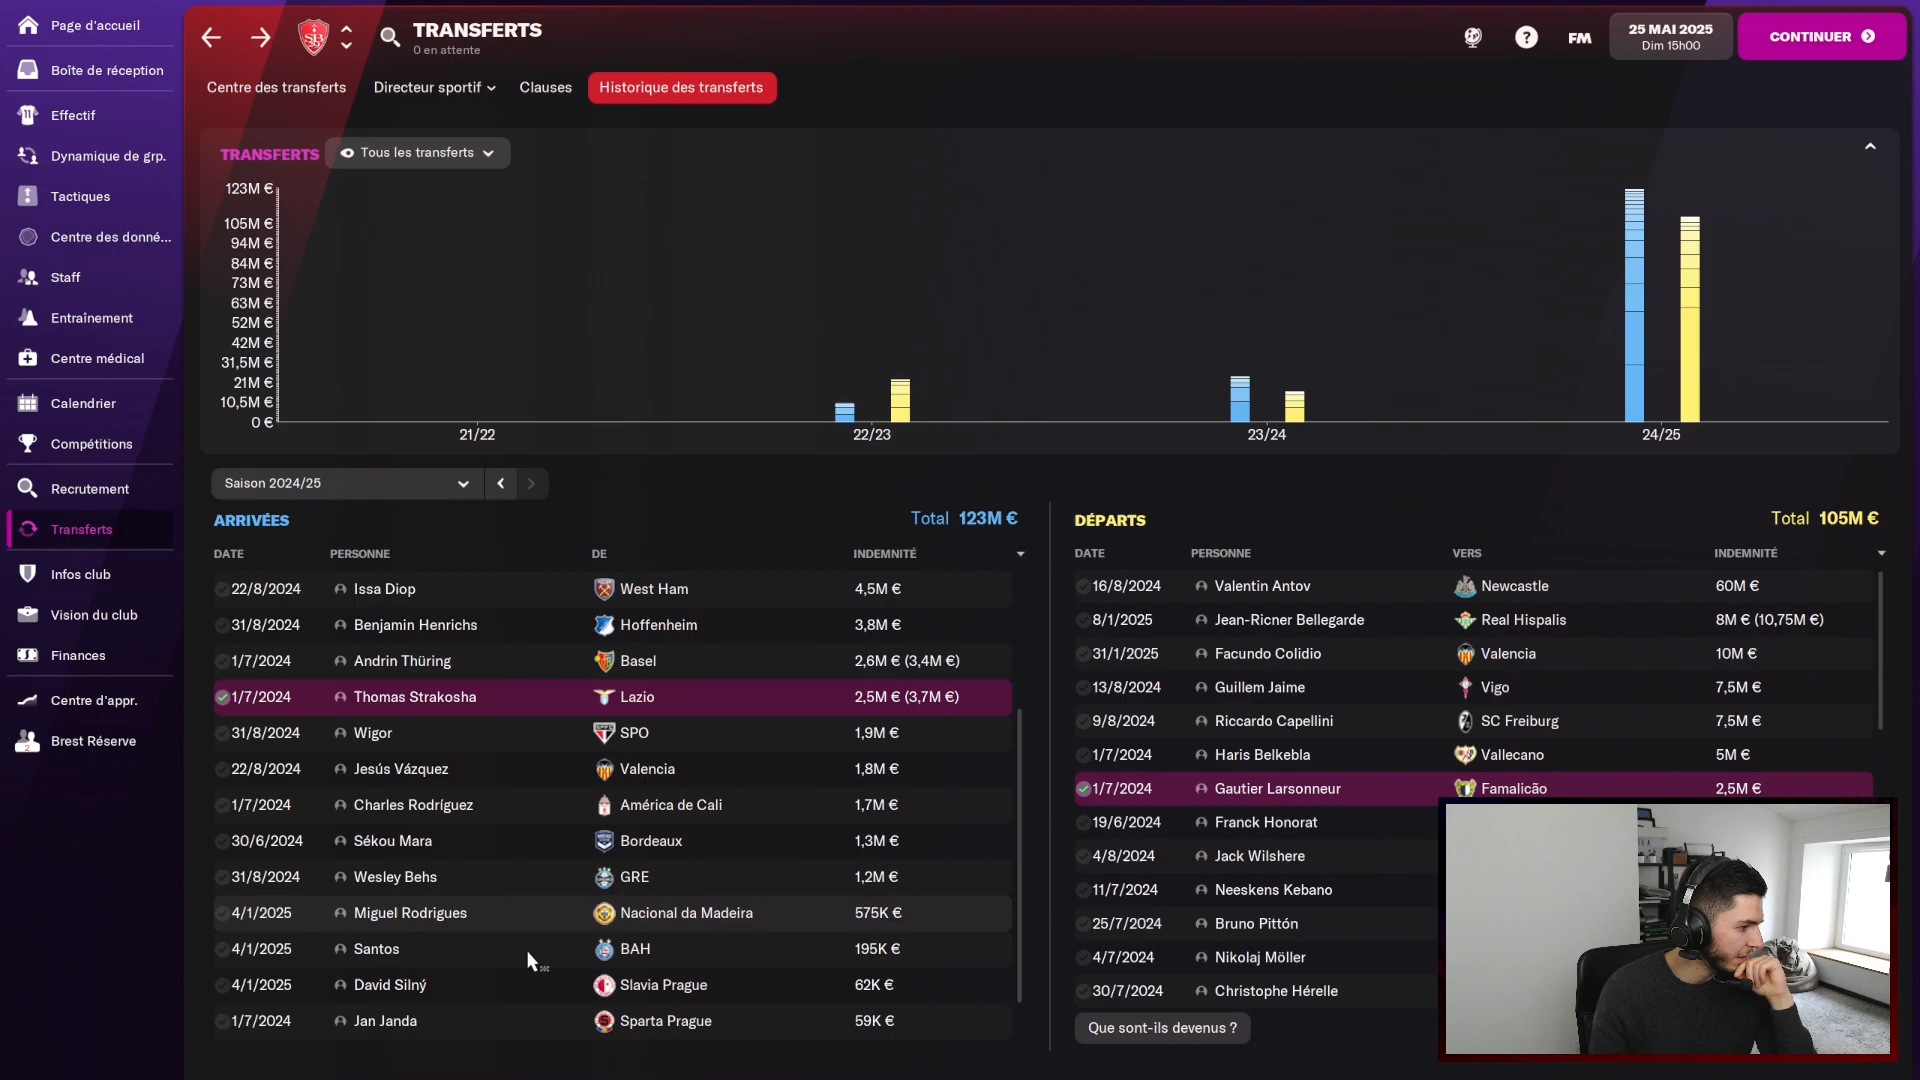 Page d'accueil
Boîte de réception
Effectif
Dynamique de grp.
Tactiques
Centre des donné...
Staff
Entraînement
Centre médical
Calendrier
Compétitions
Recrutement
Transferts
Infos club
Vision du club
Finances
Centre d'appr.
2
Brest Réserve
TRANSFERTS
0 en attente
?
FM
25 MAI 2025
Dim 15h00
CONTINUER
Centre des transferts Directeur sportif Clauses Historique des transferts
TRANSFERTS Tous les transferts
123M €
105M €
94M €
84M €
73M €
63M €
52M €
42M €
31,5M €
21M €
10,5M €
0 €
21/22 22/23 23/24 24/25
Saison 2024/25
ARRIVÉES Total 123M €
DATE PERSONNE DE INDEMNITÉ
22/8/2024 Issa Diop West Ham 4,5M €
31/8/2024 Benjamin Henrichs Hoffenheim 3,8M €
1/7/2024 Andrin Thüring Basel 2,6M € (3,4M €)
1/7/2024 Thomas Strakosha Lazio 2,5M € (3,7M €)
31/8/2024 Wigor SPO 1,9M €
22/8/2024 Jesús Vázquez Valencia 1,8M €
1/7/2024 Charles Rodríguez América de Cali 1,7M €
30/6/2024 Sékou Mara Bordeaux 1,3M €
31/8/2024 Wesley Behs GRE 1,2M €
4/1/2025 Miguel Rodrigues Nacional da Madeira 575K €
4/1/2025 Santos BAH 195K €
4/1/2025 David Silný Slavia Prague 62K €
1/7/2024 Jan Janda Sparta Prague 59K €
DÉPARTS Total 105M €
DATE PERSONNE VERS INDEMNITÉ
16/8/2024 Valentin Antov Newcastle 60M €
8/1/2025 Jean-Ricner Bellegarde Real Hispalis 8M € (10,75M €)
31/1/2025 Facundo Colidio Valencia 10M €
13/8/2024 Guillem Jaime Vigo 7,5M €
9/8/2024 Riccardo Capellini SC Freiburg 7,5M €
1/7/2024 Haris Belkebla Vallecano 5M €
1/7/2024 Gautier Larsonneur Famalicão 2,5M €
19/6/2024 Franck Honorat
4/8/2024 Jack Wilshere
11/7/2024 Neeskens Kebano
25/7/2024 Bruno Pittón
4/7/2024 Nikolaj Möller
30/7/2024 Christophe Hérelle
Que sont-ils devenus ?